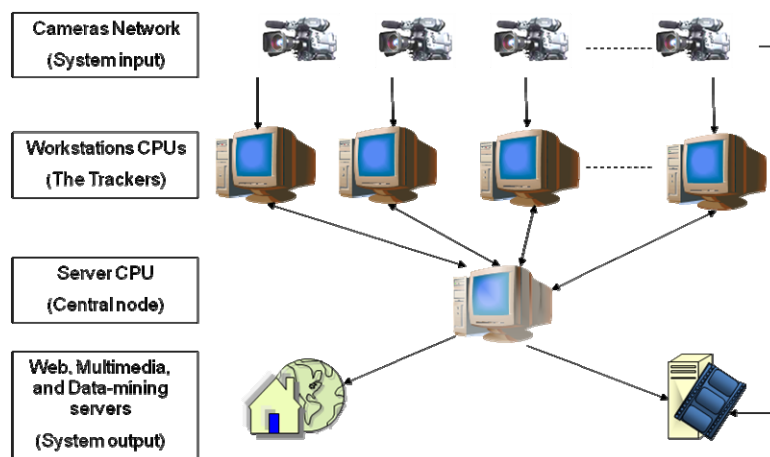 Cameras Network
(System input)
Workstations CPUs
(The Trackers)
Server CPU
(Central node)
Web, Multimedia,
and Data-mining
servers
(System output)